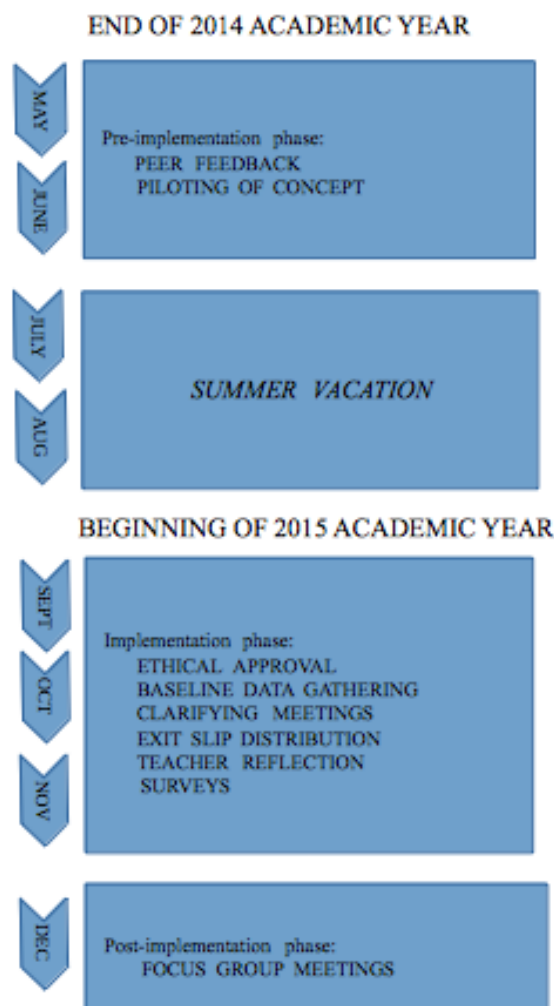 END OF 2014 ACADEMIC YEAR
MAY
JUNE
Pre-implementation phase:
PEER FEEDBACK
PILOTING OF CONCEPT
JULY
AUG
SUMMER VACATION
BEGINNING OF 2015 ACADEMIC YEAR
SEPT
OCT
NOV
Implementation phase:
ETHICAL APPROVAL
BASELINE DATA GATHERING
CLARIFYING MEETINGS
EXIT SLIP DISTRIBUTION
TEACHER REFLECTION
SURVEYS
DEC
Post-implementation phase:
FOCUS GROUP MEETINGS